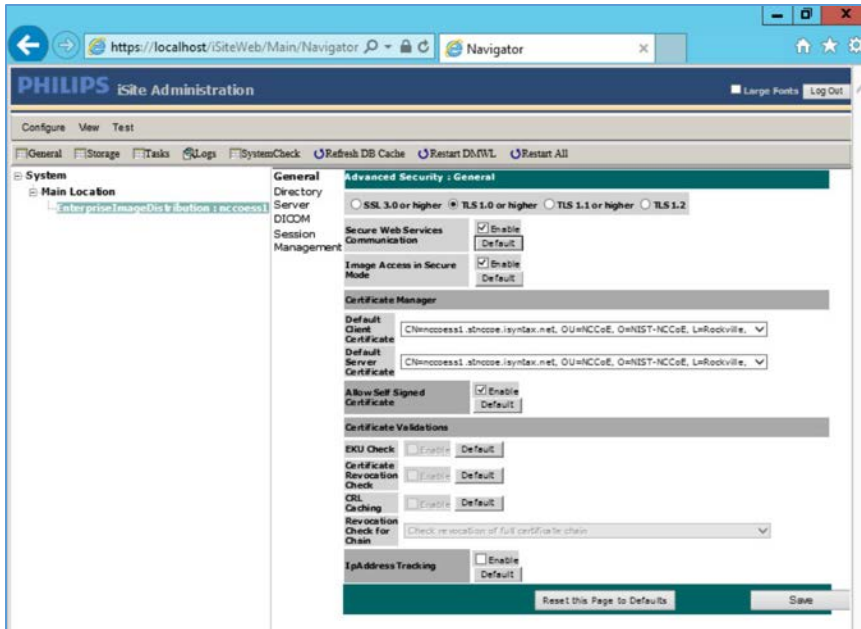 https://localhost/iSiteWeb/Main/Navigator
Navigator
PHILIPS iSite Administration
Large Fonts
Log Out
Configure View Test
General Storage Tasks Logs SystemCheck Refresh DB Cache Restart DMWL Restart All
System
Main Location
EnterpriseImageDistribution : nccoess1
General
Directory
Server
DICOM
Session
Management
Advanced Security : General
SSL 3.0 or higher TLS 1.0 or higher TLS 1.1 or higher TLS 1.2
Secure Web Services
Communication
Enable
Default
Image Access in Secure
Mode
Enable
Default
Certificate Manager
Default
Client
Certificate
CN=nccoess1.stnccoe.isyntax.net, OU=NCCoE, O=NIST-NCCoE, L=Rockville,
Default
Server
Certificate
CN=nccoess1.stnccoe.isyntax.net, OU=NCCoE, O=NIST-NCCoE, L=Rockville,
Allow Self Signed
Certificate
Enable
Default
Certificate Validations
EKU Check Enable Default
Certificate
Revocation
Check
Enable Default
CRL
Caching
Enable Default
Revocation
Check for
Chain
Check revocation of full certificate chain
IpAddress Tracking
Enable
Default
Reset this Page to Defaults
Save